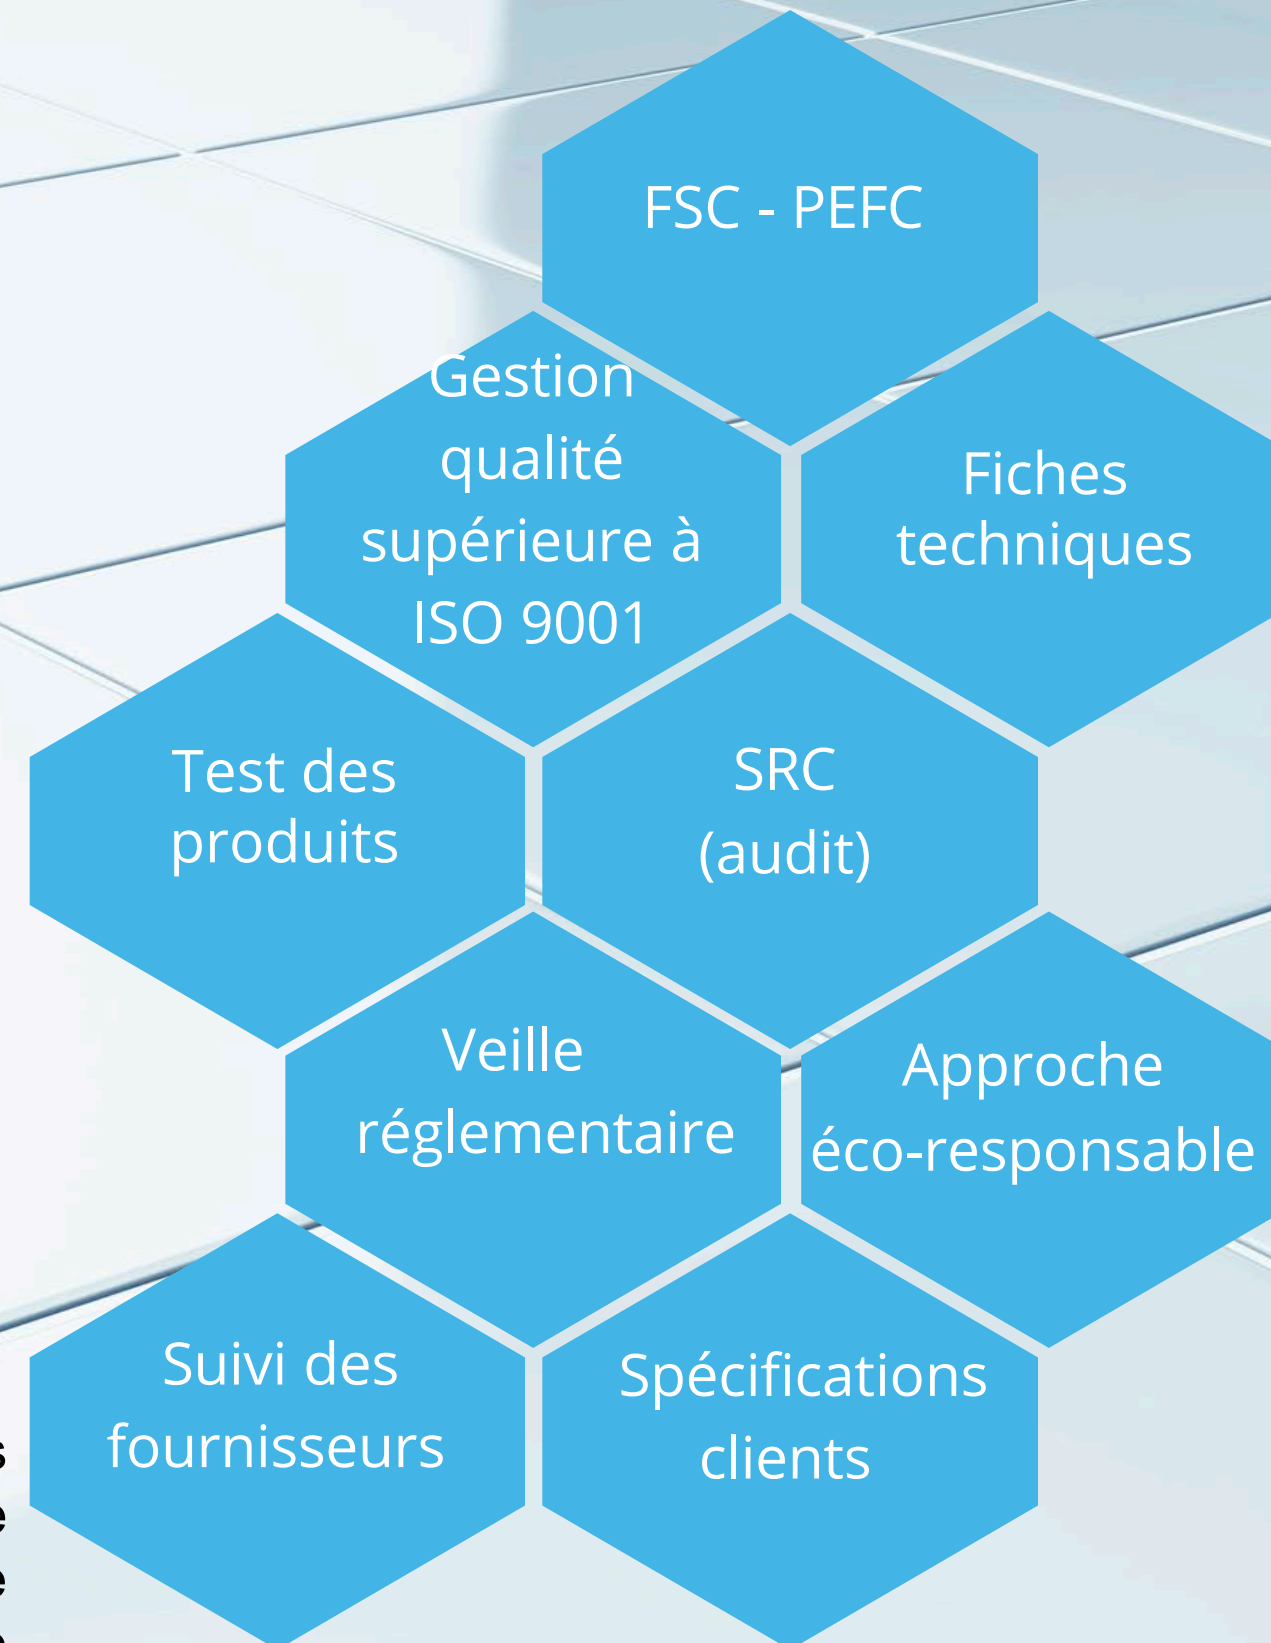 FSC - PEFC
Gestion
qualité
supérieure à
ISO 9001
Fiches
techniques
Test des
produits
SRC
(audit)
Veille
réglementaire
Approche
éco-responsable
Suivi des
fournisseurs
Spécifications
clients